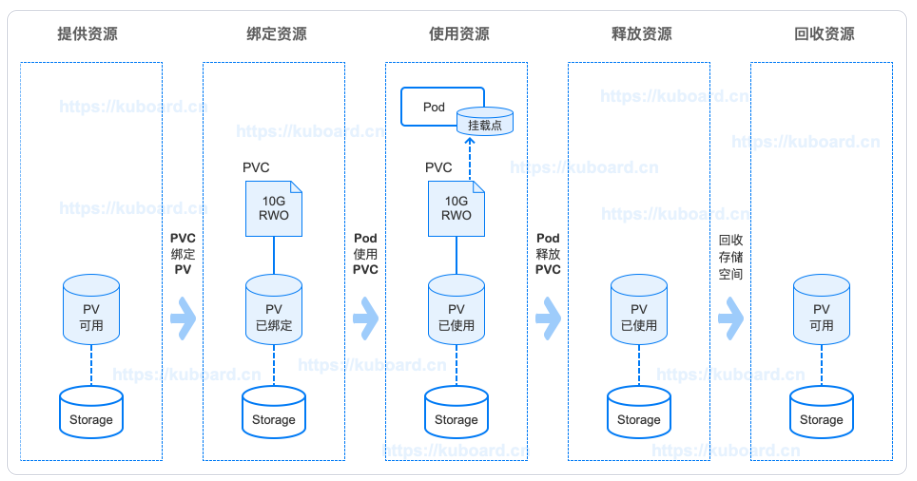 提供资源
绑定资源
使用资源
释放资源
回收资源
https://kuboard.cn
https://kuboard.cn
PV
可用
Storage
PVC
绑定
PV
https://kuboard.cn
https://kuboard.cn
PVC
10G
RWO
PV
已绑定
Storage
Pod
使用
PVC
https://kuboard.cn
Pod
挂载点
PVC
10G
RWO
PV
已使用
Storage
https://kuboard.cn
https://kuboard.cn
Pod
释放
PVC
https://kuboard.cn
https://kuboard.cn
PV
已使用
Storage
https://kuboard.cn
https://kuboard.cn
回收
存储
空间
https://kuboard.cn
PV
可用
Storage